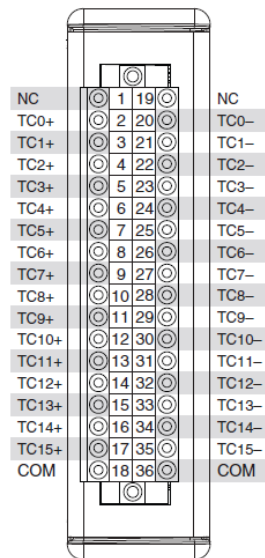 NC 1 19 NC
TC0+ 2 20 TC0–
TC1+ 3 21 TC1–
TC2+ 4 22 TC2–
TC3+ 5 23 TC3–
TC4+ 6 24 TC4–
TC5+ 7 25 TC5–
TC6+ 8 26 TC6–
TC7+ 9 27 TC7–
TC8+ 10 28 TC8–
TC9+ 11 29 TC9–
TC10+ 12 30 TC10–
TC11+ 13 31 TC11–
TC12+ 14 32 TC12–
TC13+ 15 33 TC13–
TC14+ 16 34 TC14–
TC15+ 17 35 TC15–
COM 18 36 COM